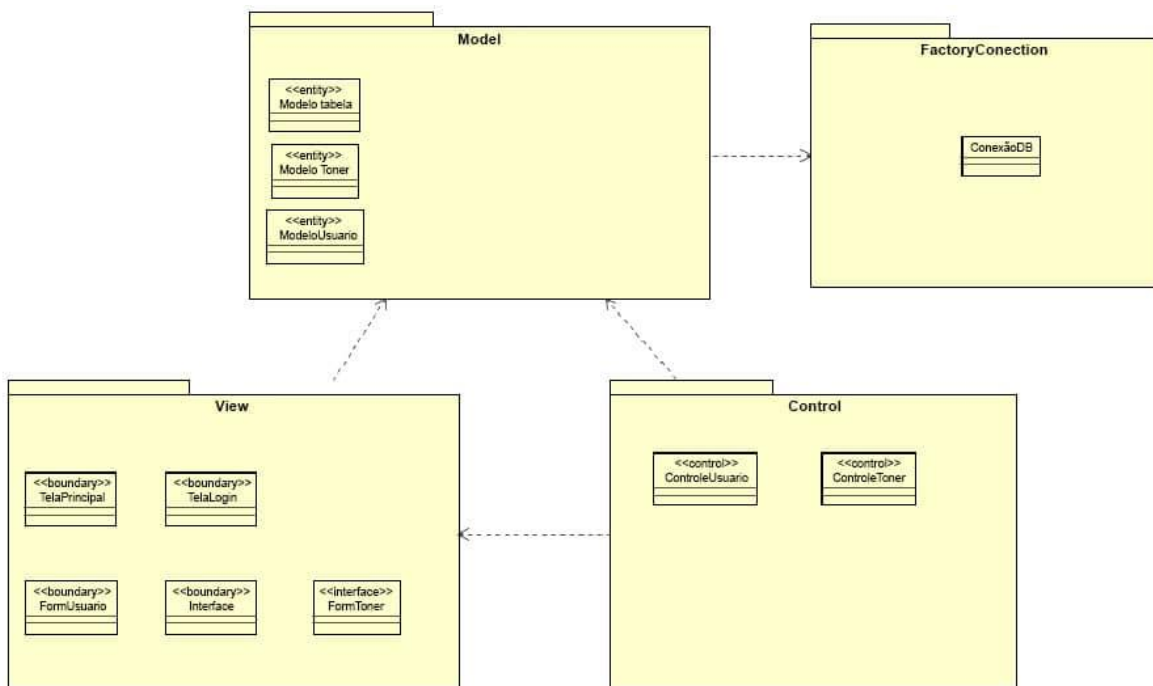 Model
<<entity>>
Modelo tabela
<<entity>>
Modelo Toner
<<entity>>
ModeloUsuario
FactoryConection
ConexãoDB
View
<<boundary>>
TelaPrincipal
<<boundary>>
TelaLogin
<<boundary>>
FormUsuario
<<boundary>>
Interface
<<interface>>
FormToner
Control
<<control>>
ControleUsuario
<<control>>
ControleToner